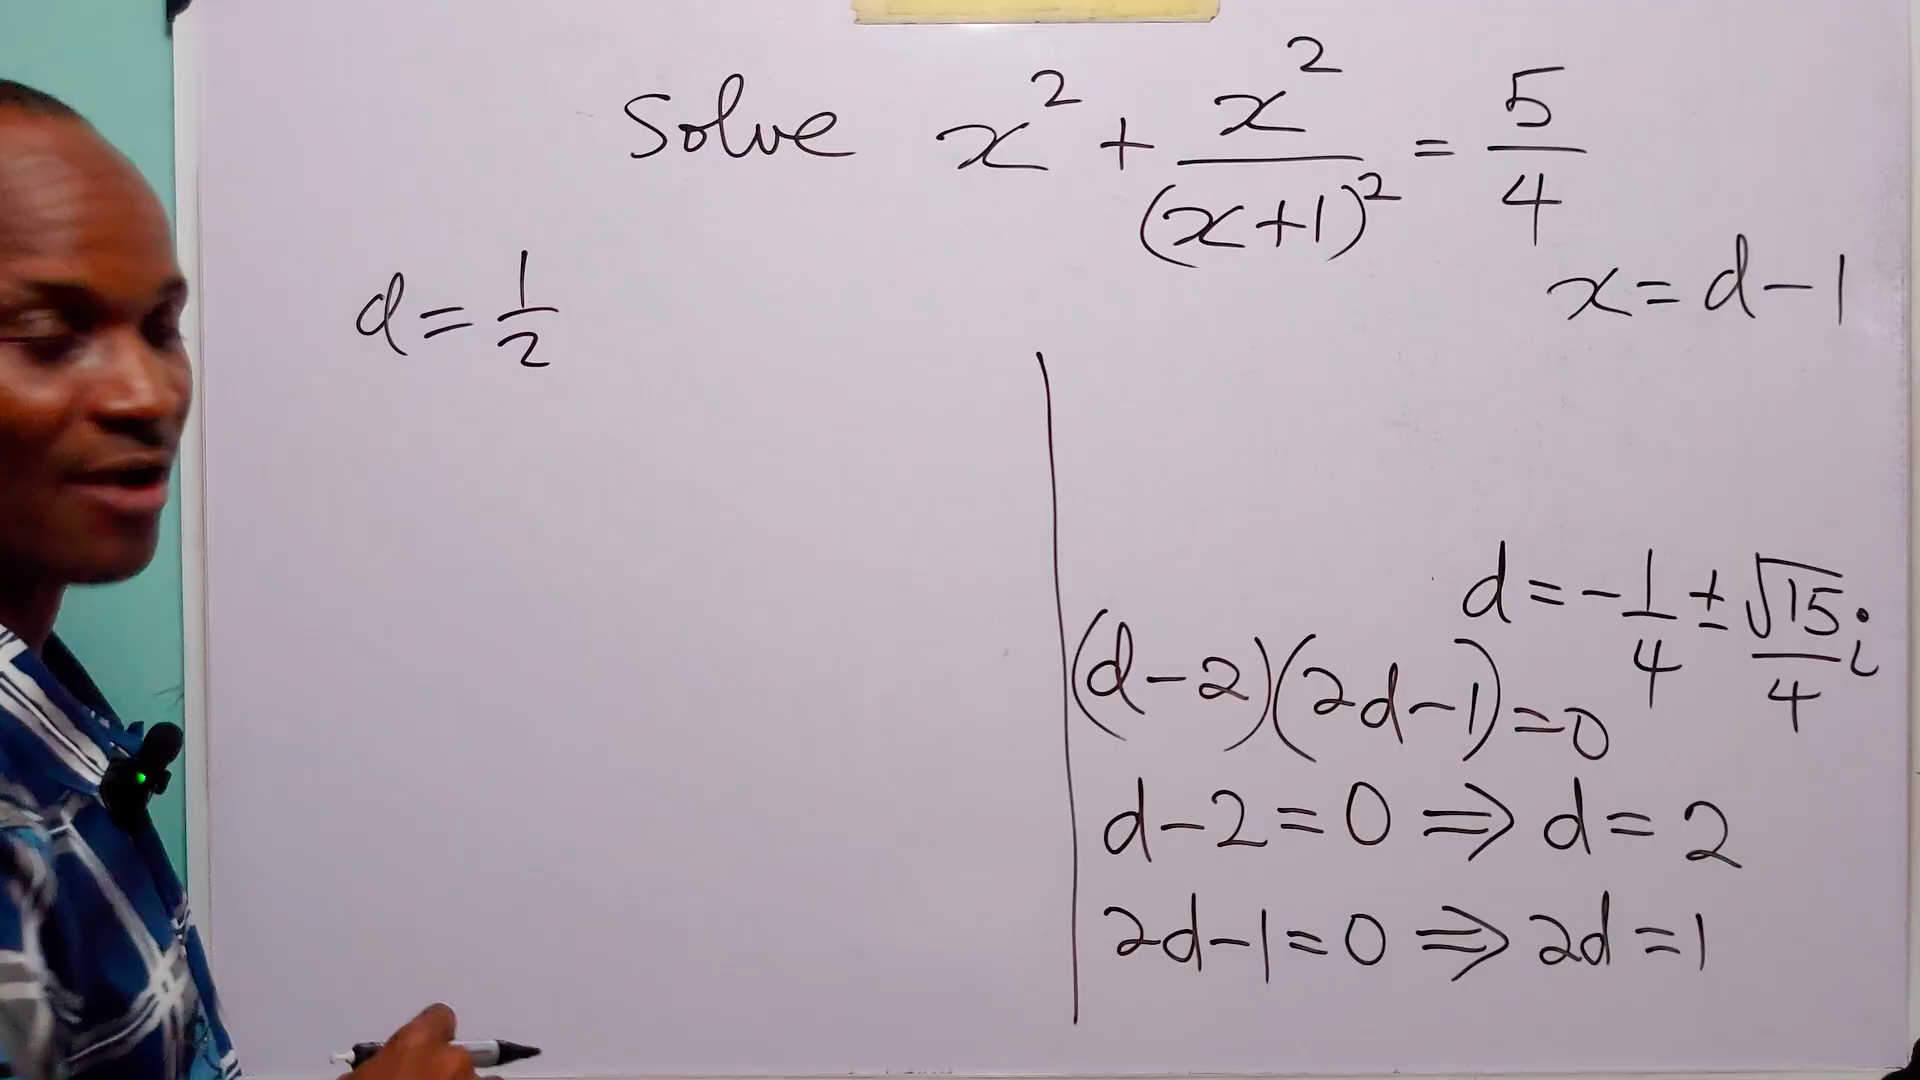 Solve x² + x²/(x+1)² = 5/4
x = d-1
d = 1/2
d = -1/4 ± √15/4 i
(d-2)(2d-1)=0
d-2=0 ⇒ d=2
2d-1=0 ⇒ 2d=1